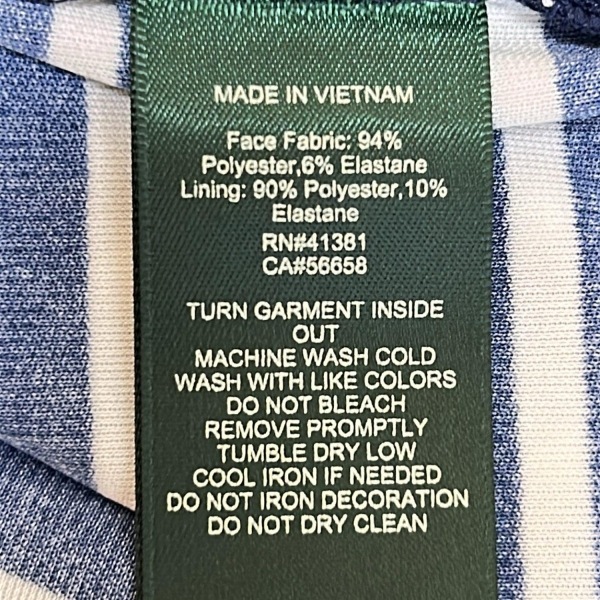 MADE IN VIETNAM
Face Fabric: 94%
Polyester,6% Elastane
Lining: 90% Polyester,10%
Elastane
RN#41381
CA#56658
TURN GARMENT INSIDE
OUT
MACHINE WASH COLD
WASH WITH LIKE COLORS
DO NOT BLEACH
REMOVE PROMPTLY
TUMBLE DRY LOW
COOL IRON IF NEEDED
DO NOT IRON DECORATION
DO NOT DRY CLEAN